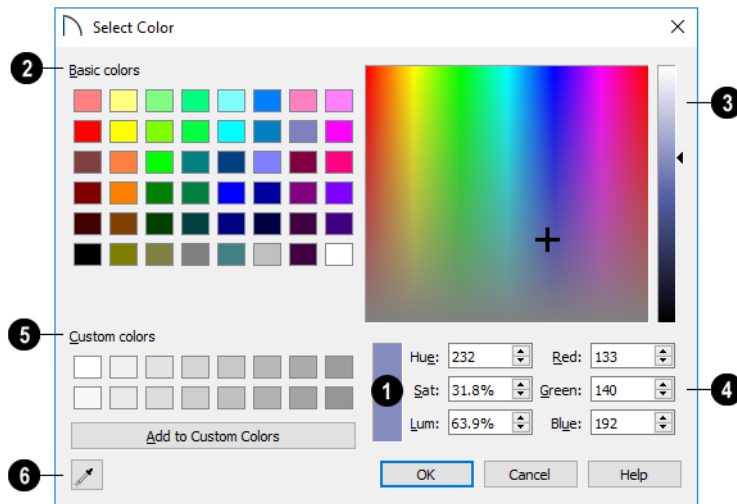 Select Color
2 Basic colors
3
5 Custom colors
Hue: 232 Red: 133
1 Sat: 31.8% Green: 140 4
Lum: 63.9% Blue: 192
Add to Custom Colors
6 OK Cancel Help